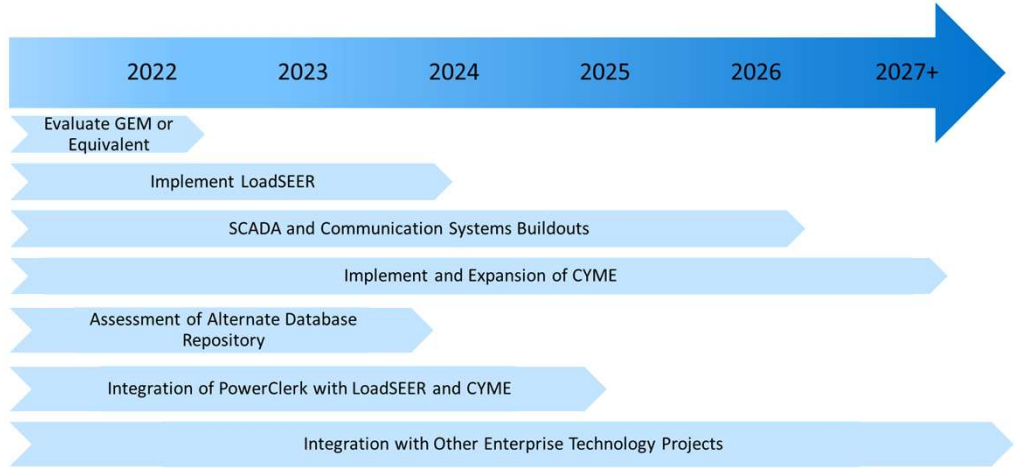 2022 2023 2024 2025 2026 2027+
Evaluate GEM or
Equivalent
Implement LoadSEER
SCADA and Communication Systems Buildouts
Implement and Expansion of CYME
Assessment of Alternate Database
Repository
Integration of PowerClerk with LoadSEER and CYME
Integration with Other Enterprise Technology Projects